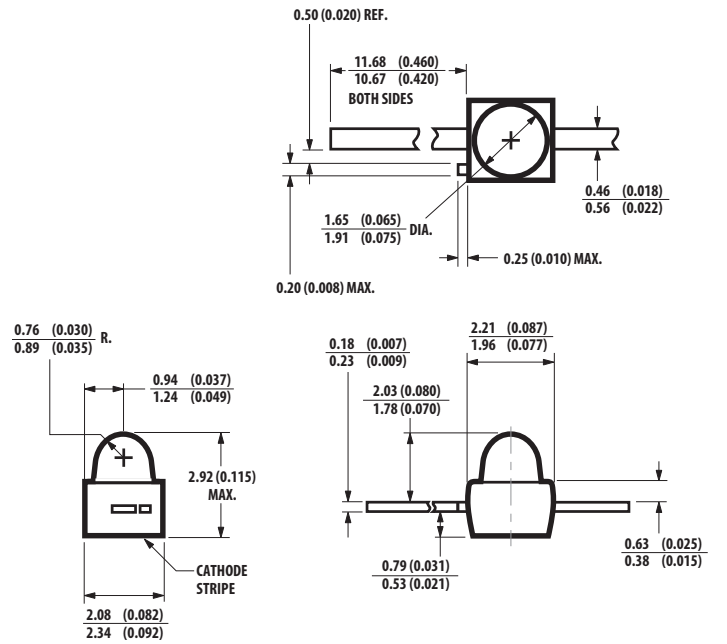 0.50 (0.020) REF.
11.68 (0.460)
10.67 (0.420)
BOTH SIDES
0.46 (0.018)
0.56 (0.022)
1.65 (0.065)
1.91 (0.075)
DIA.
0.25 (0.010) MAX.
0.20 (0.008) MAX.
0.76 (0.030)
0.89 (0.035)
R.
0.94 (0.037)
1.24 (0.049)
2.92 (0.115)
MAX.
CATHODE
STRIPE
2.08 (0.082)
2.34 (0.092)
0.18 (0.007)
0.23 (0.009)
2.21 (0.087)
1.96 (0.077)
2.03 (0.080)
1.78 (0.070)
0.79 (0.031)
0.53 (0.021)
0.63 (0.025)
0.38 (0.015)